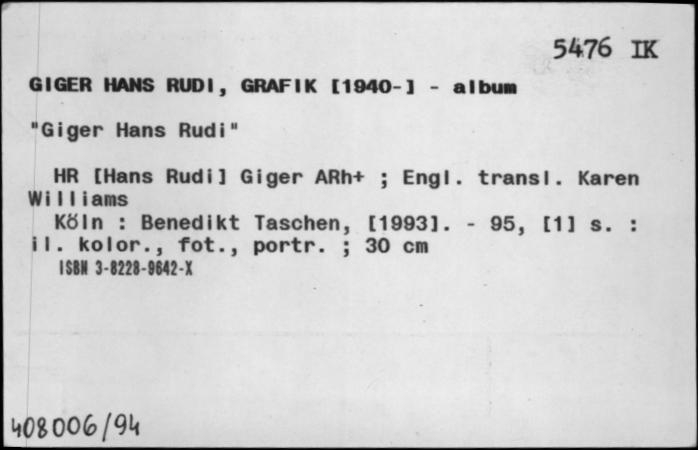 5476 IK
GIGER HANS RUDI, GRAFIK [1940-] - album
"Giger Hans Rudi"
HR [Hans Rudi] Giger ARh+ ; Engl. transl. Karen
Williams
Köln : Benedikt Taschen, [1993]. - 95, [1] s. :
il. kolor., fot., portr. ; 30 cm
ISBN 3-8228-9642-X
408006/94